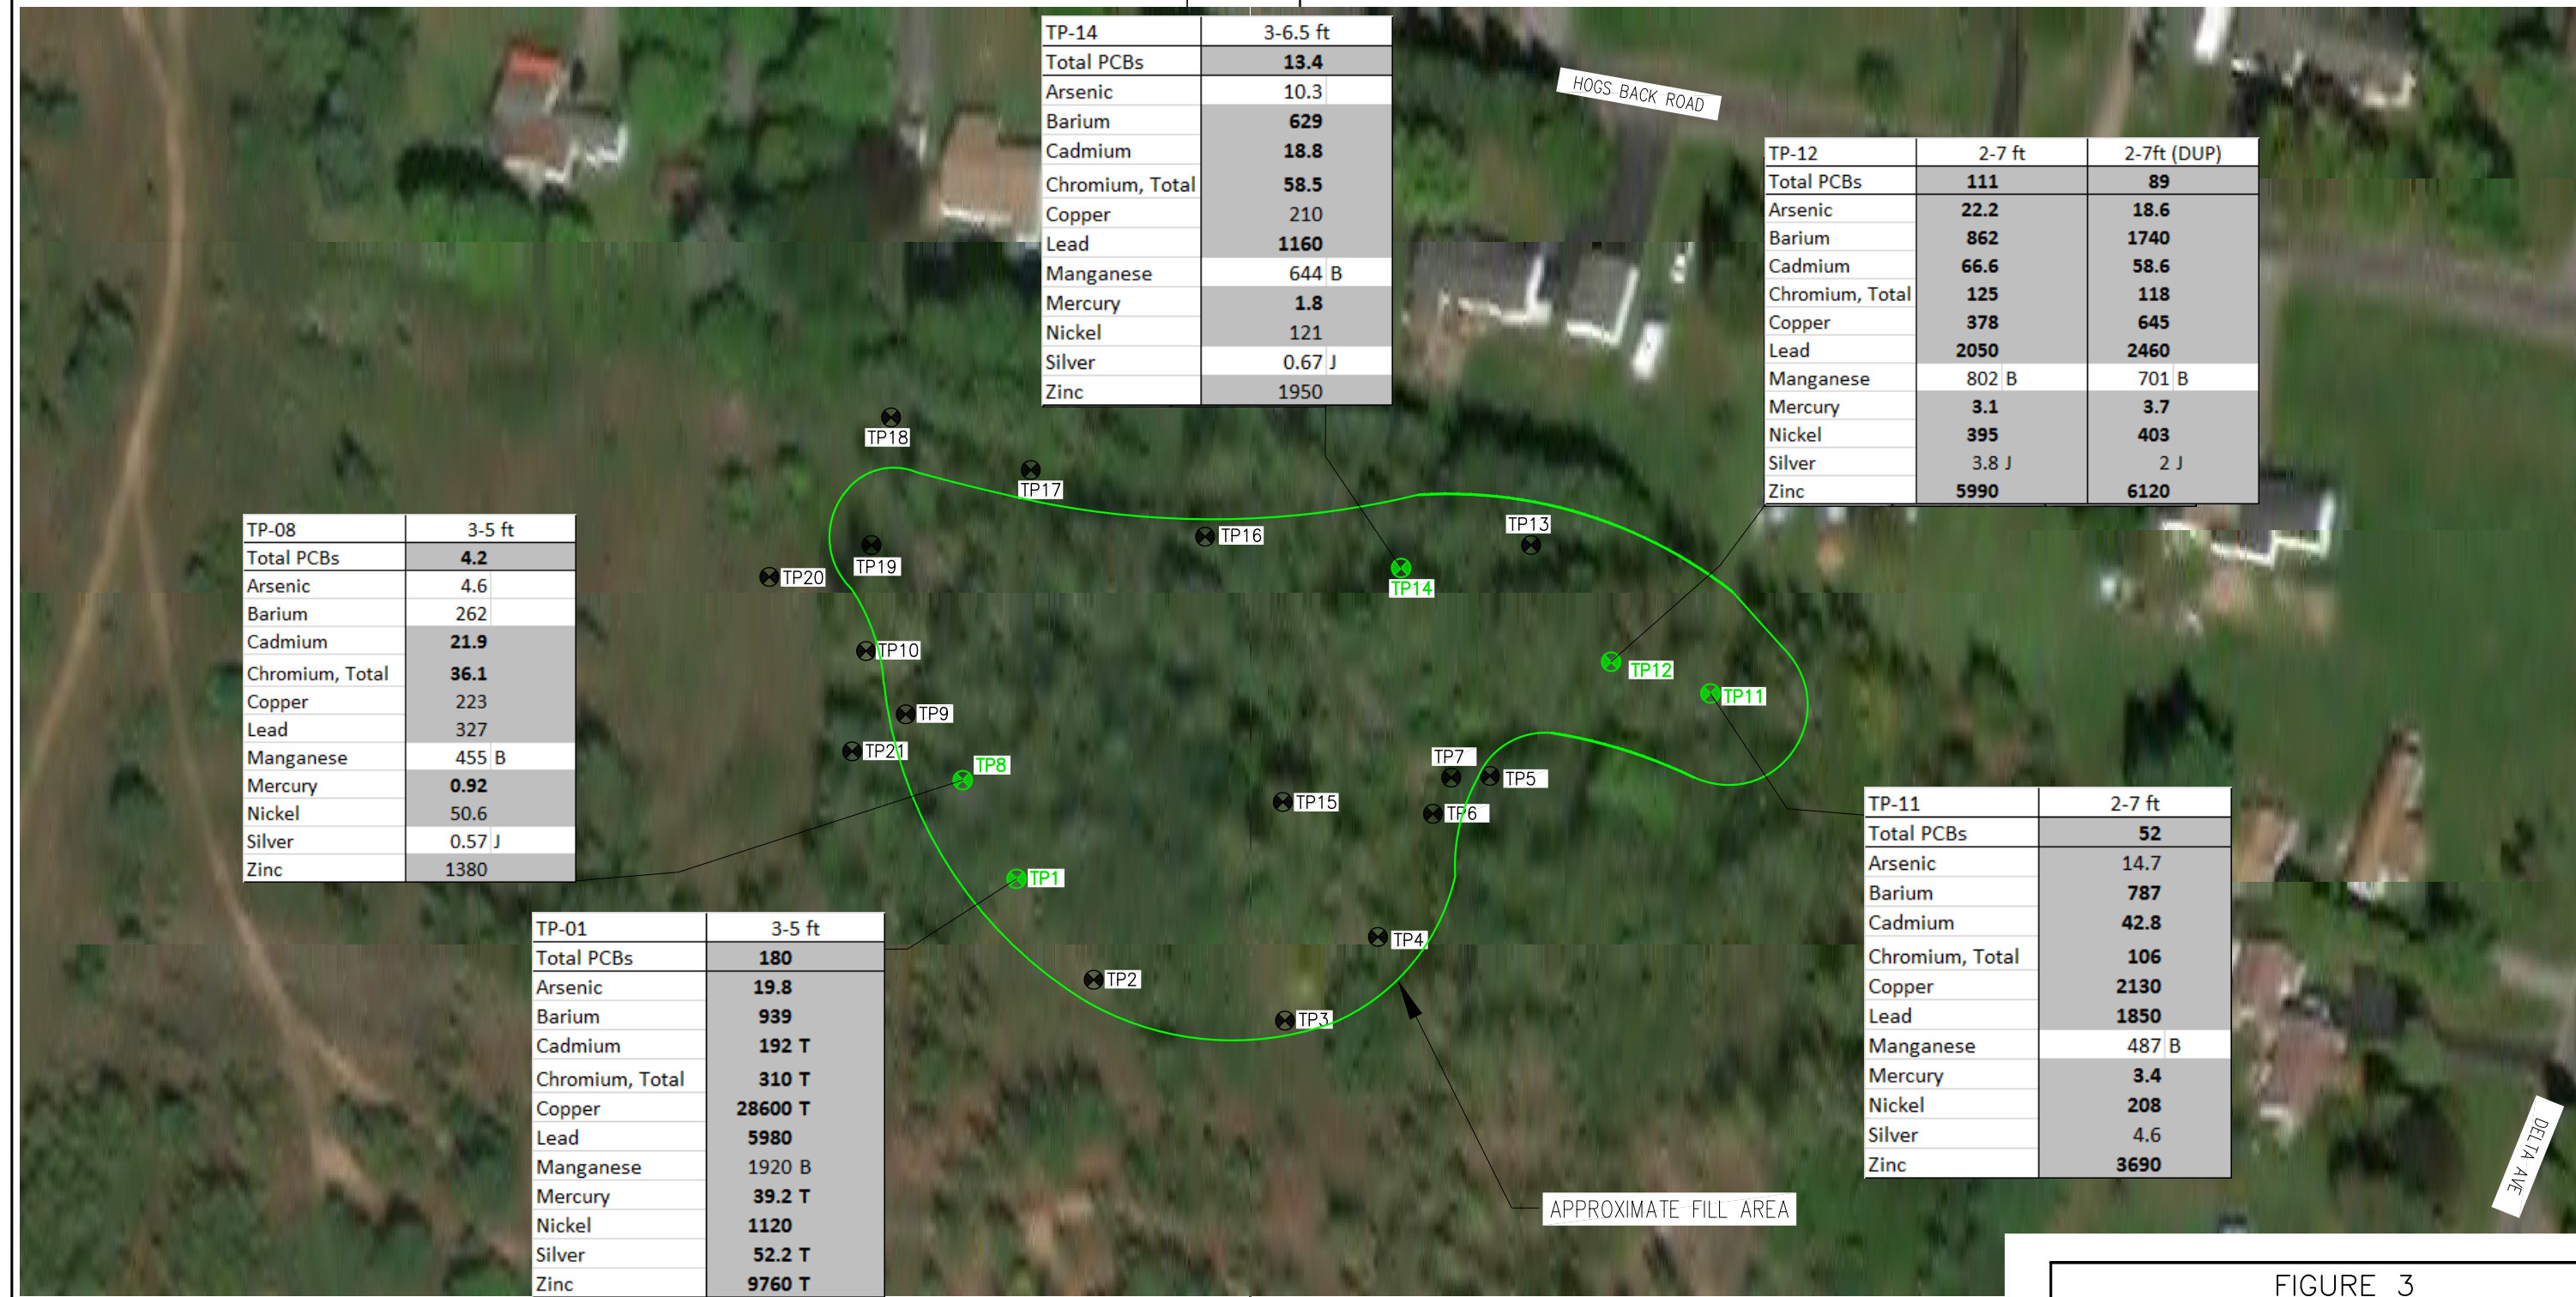 TP-14 3-6.5 ft
Total PCBs 13.4
Arsenic 10.3
Barium 629
Cadmium 18.8
Chromium, Total 58.5
Copper 210
Lead 1160
Manganese 644 B
Mercury 1.8
Nickel 121
Silver 0.67 J
Zinc 1950
HOGS BACK ROAD
TP-12 2-7 ft 2-7ft (DUP)
Total PCBs 111 89
Arsenic 22.2 18.6
Barium 862 1740
Cadmium 66.6 58.6
Chromium, Total 125 118
Copper 378 645
Lead 2050 2460
Manganese 802 B 701 B
Mercury 3.1 3.7
Nickel 395 403
Silver 3.8 J 2 J
Zinc 5990 6120
TP-08 3-5 ft
Total PCBs 4.2
Arsenic 4.6
Barium 262
Cadmium 21.9
Chromium, Total 36.1
Copper 223
Lead 327
Manganese 455 B
Mercury 0.92
Nickel 50.6
Silver 0.57 J
Zinc 1380
TP18
TP17
TP16
TP13
TP19
TP20
TP14
TP10
TP12
TP11
TP9
TP21
TP8
TP7
TP5
TP15
TP6
TP1
TP4
TP2
TP3
TP-01 3-5 ft
Total PCBs 180
Arsenic 19.8
Barium 939
Cadmium 192 T
Chromium, Total 310 T
Copper 28600 T
Lead 5980
Manganese 1920 B
Mercury 39.2 T
Nickel 1120
Silver 52.2 T
Zinc 9760 T
TP-11 2-7 ft
Total PCBs 52
Arsenic 14.7
Barium 787
Cadmium 42.8
Chromium, Total 106
Copper 2130
Lead 1850
Manganese 487 B
Mercury 3.4
Nickel 208
Silver 4.6
Zinc 3690
DELTA AVE
APPROXIMATE FILL AREA
FIGURE 3